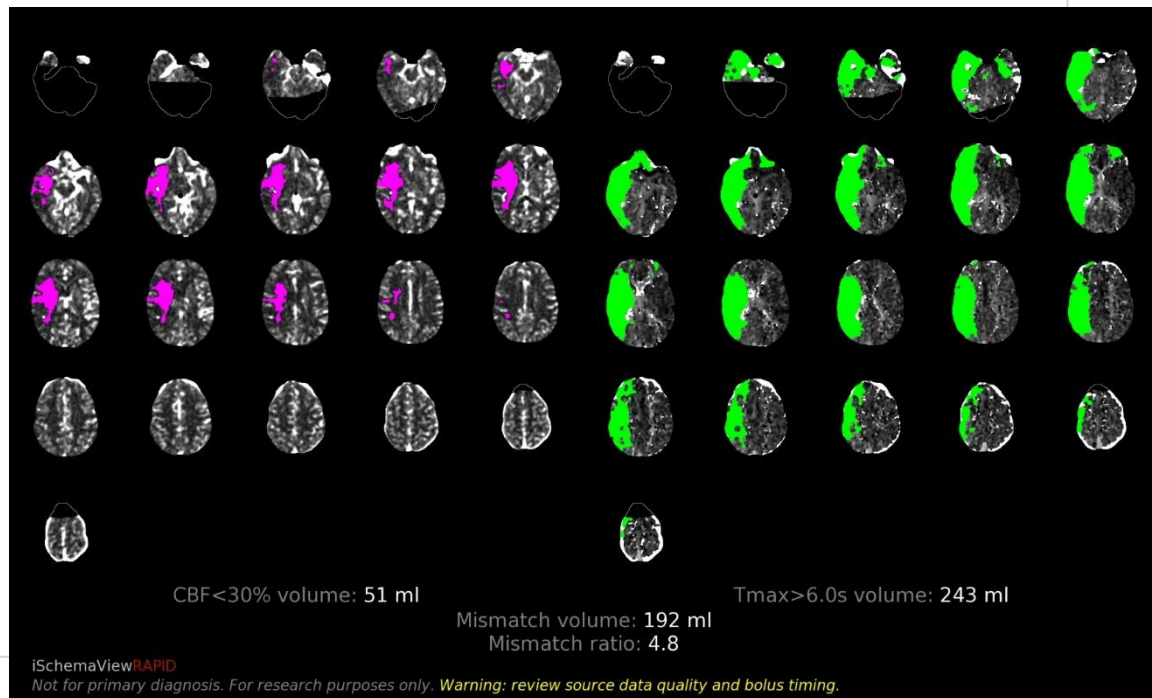 CBF<30% volume: 51 ml
Tmax>6.0s volume: 243 ml
Mismatch volume: 192 ml
Mismatch ratio: 4.8
iSchemaViewRAPID
Not for primary diagnosis. For research purposes only. Warning: review source data quality and bolus timing.